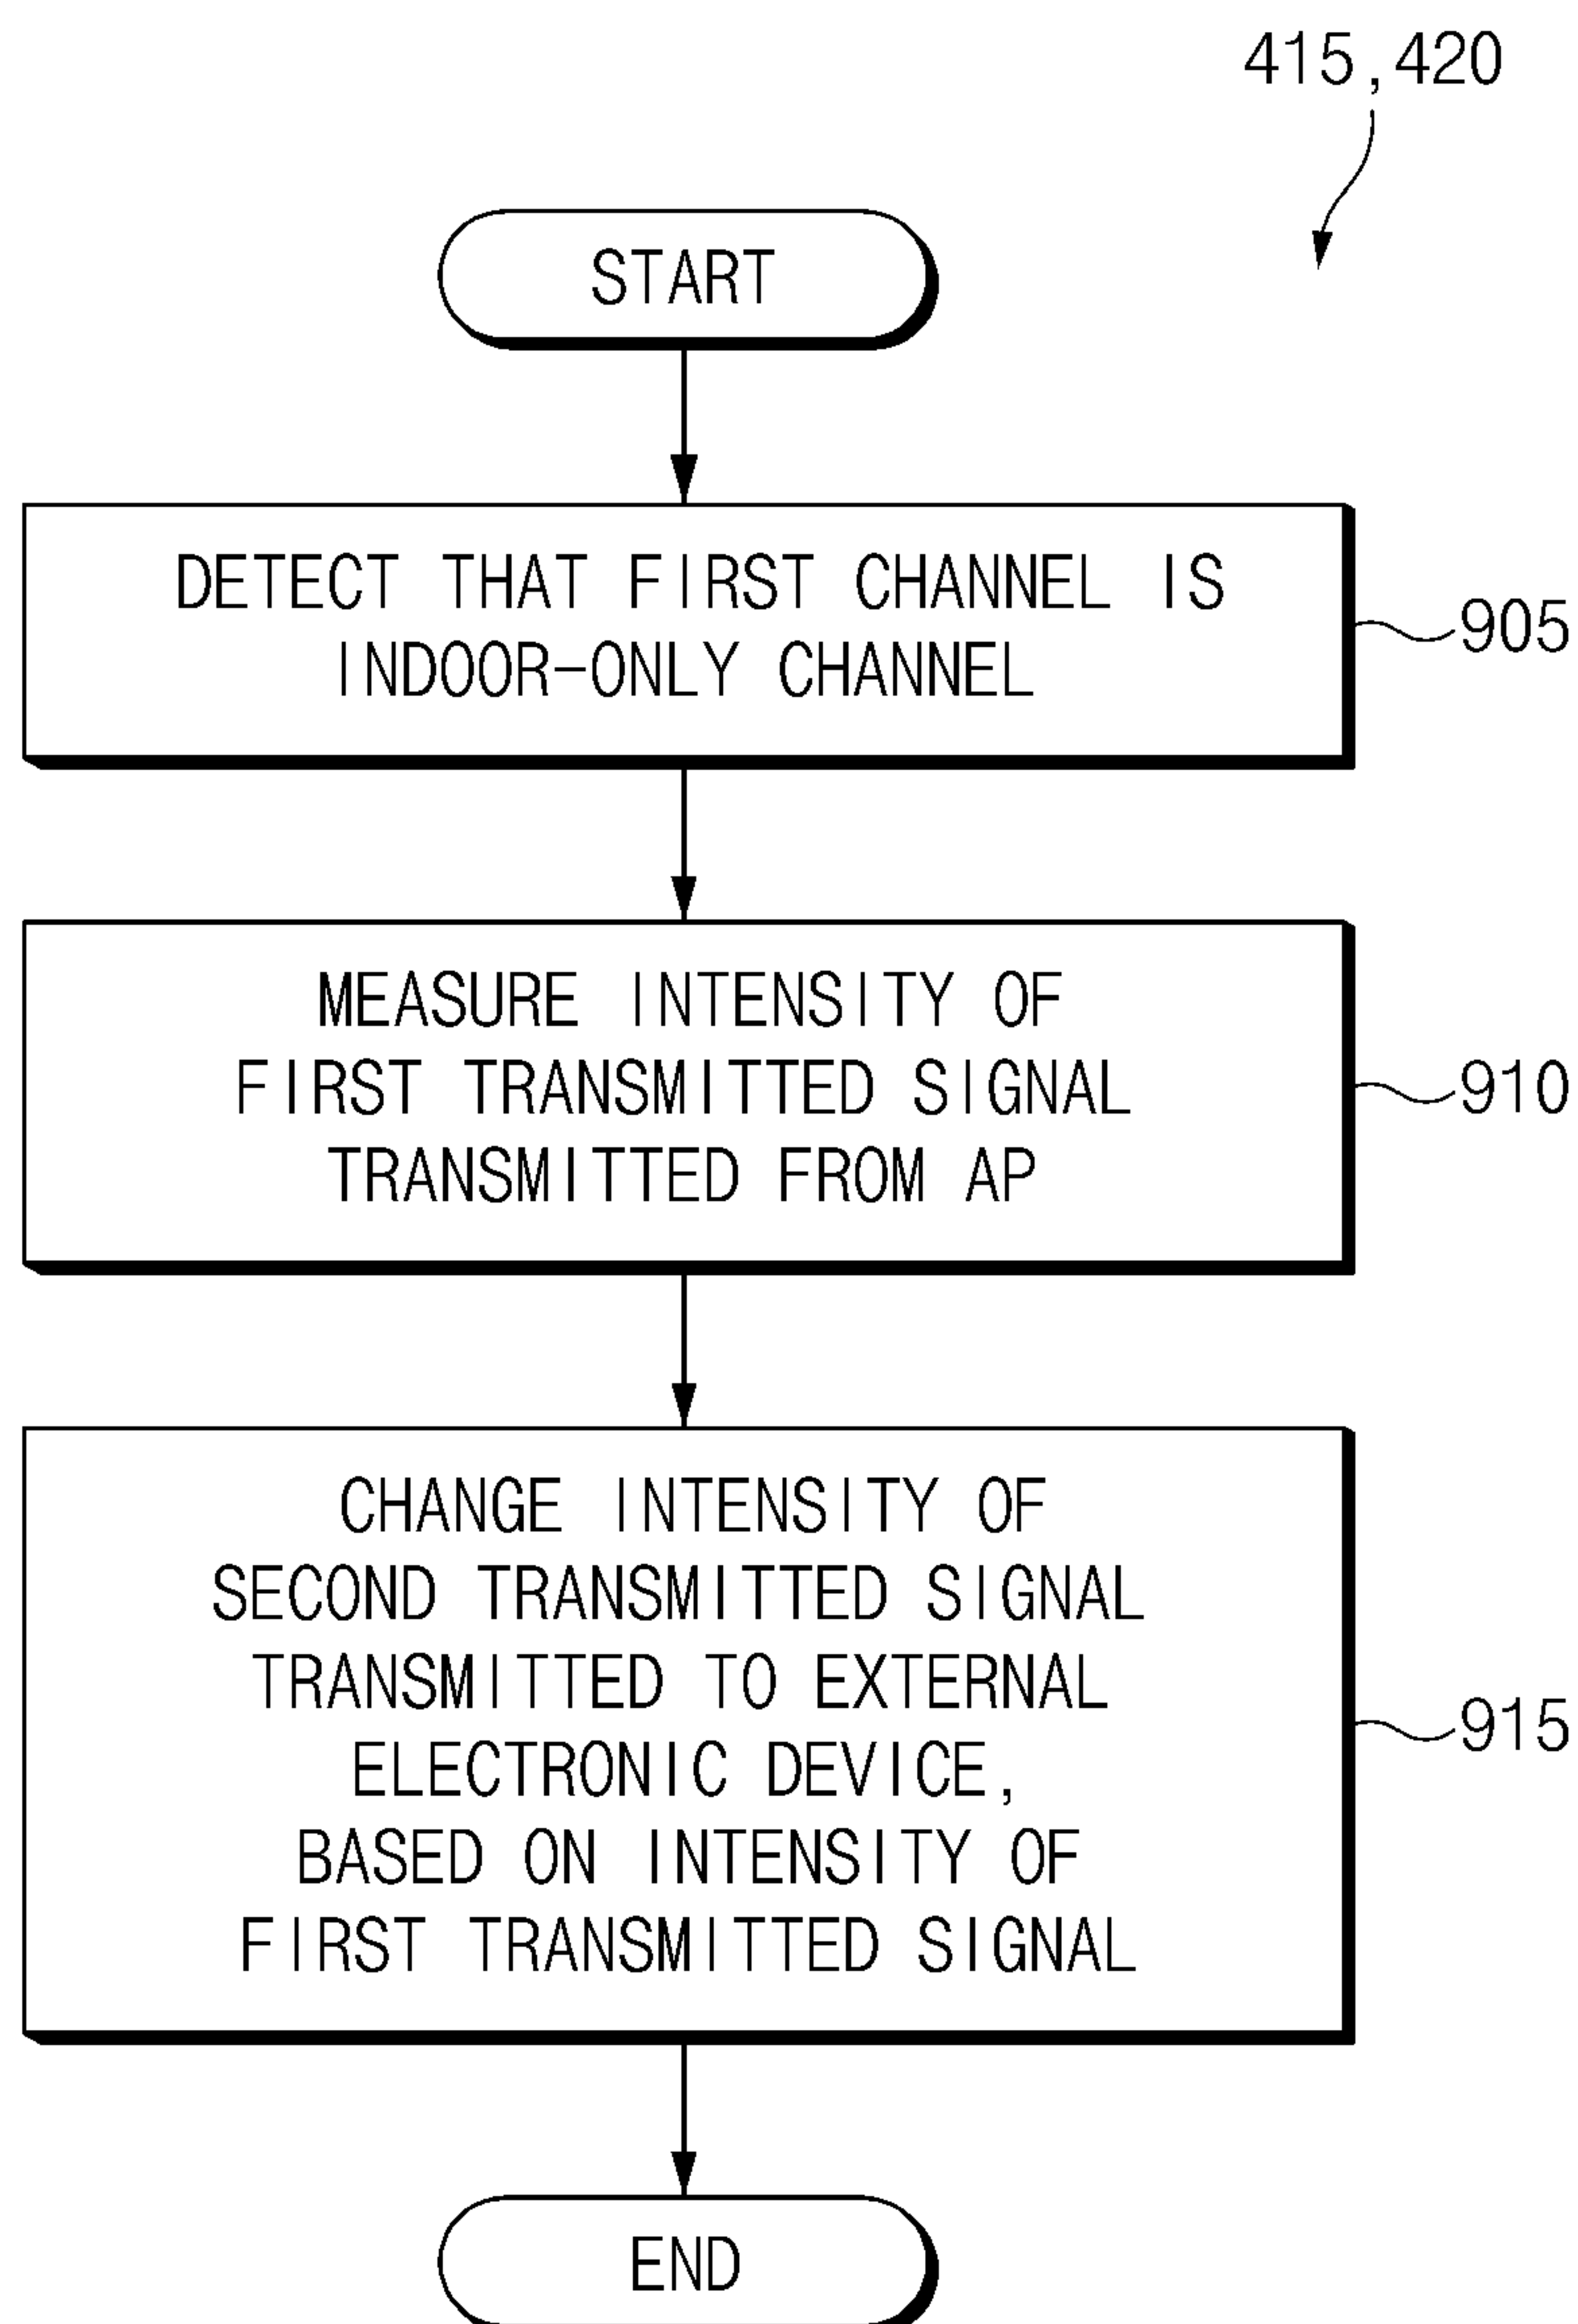 415,420
START
DETECT THAT FIRST CHANNEL IS
INDOOR-ONLY CHANNEL
905
MEASURE INTENSITY OF
FIRST TRANSMITTED SIGNAL
TRANSMITTED FROM AP
910
CHANGE INTENSITY OF
SECOND TRANSMITTED SIGNAL
TRANSMITTED TO EXTERNAL
ELECTRONIC DEVICE,
BASED ON INTENSITY OF
FIRST TRANSMITTED SIGNAL
915
END